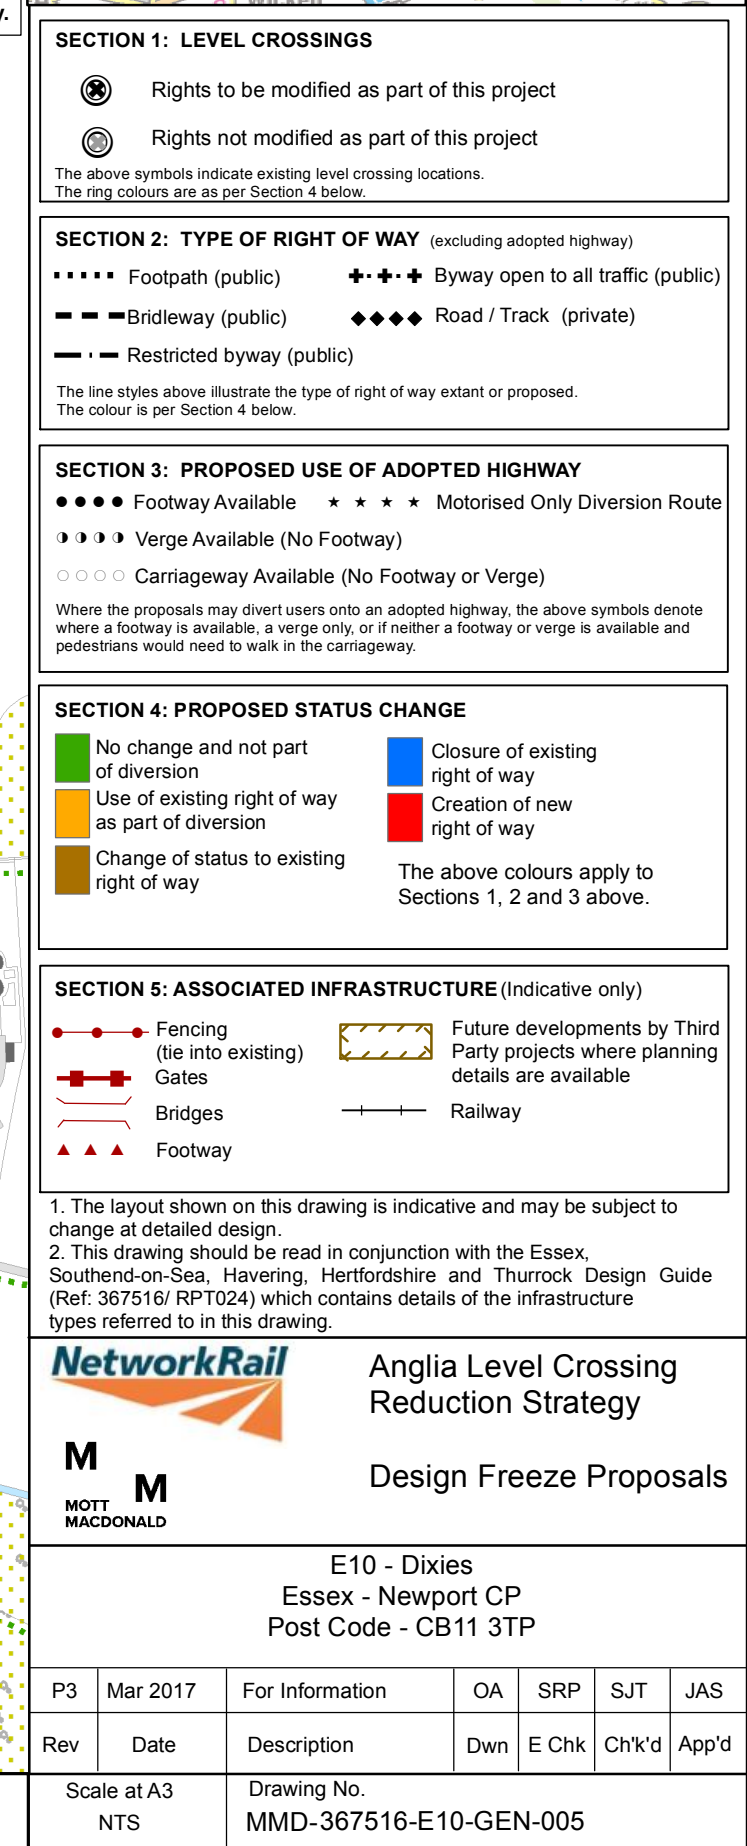 y.
SECTION 1: LEVEL CROSSINGS
Rights to be modified as part of this project
Rights not modified as part of this project
The above symbols indicate existing level crossing locations.
The ring colours are as per Section 4 below.
SECTION 2: TYPE OF RIGHT OF WAY (excluding adopted highway)
Footpath (public)
Byway open to all traffic (public)
Bridleway (public)
Road / Track (private)
Restricted byway (public)
The line styles above illustrate the type of right of way extant or proposed.
The colour is per Section 4 below.
SECTION 3: PROPOSED USE OF ADOPTED HIGHWAY
Footway Available
Motorised Only Diversion Route
Verge Available (No Footway)
Carriageway Available (No Footway or Verge)
Where the proposals may divert users onto an adopted highway, the above symbols denote
where a footway is available, a verge only, or if neither a footway or verge is available and
pedestrians would need to walk in the carriageway.
SECTION 4: PROPOSED STATUS CHANGE
No change and not part
of diversion
Closure of existing
right of way
Use of existing right of way
as part of diversion
Creation of new
right of way
Change of status to existing
right of way
The above colours apply to
Sections 1, 2 and 3 above.
SECTION 5: ASSOCIATED INFRASTRUCTURE (Indicative only)
Fencing
(tie into existing)
Future developments by Third
Party projects where planning
details are available
Gates
Bridges
Railway
Footway
1. The layout shown on this drawing is indicative and may be subject to
change at detailed design.
2. This drawing should be read in conjunction with the Essex,
Southend-on-Sea, Havering, Hertfordshire and Thurrock Design Guide
(Ref: 367516/ RPT024) which contains details of the infrastructure
types referred to in this drawing.
NetworkRail
Anglia Level Crossing
Reduction Strategy
M
M
MOTT
MACDONALD
Design Freeze Proposals
E10 - Dixies
Essex - Newport CP
Post Code - CB11 3TP
P3 Mar 2017 For Information OA SRP SJT JAS
Rev Date Description Dwn E Chk Ch'k'd App'd
Scale at A3
NTS
Drawing No.
MMD-367516-E10-GEN-005